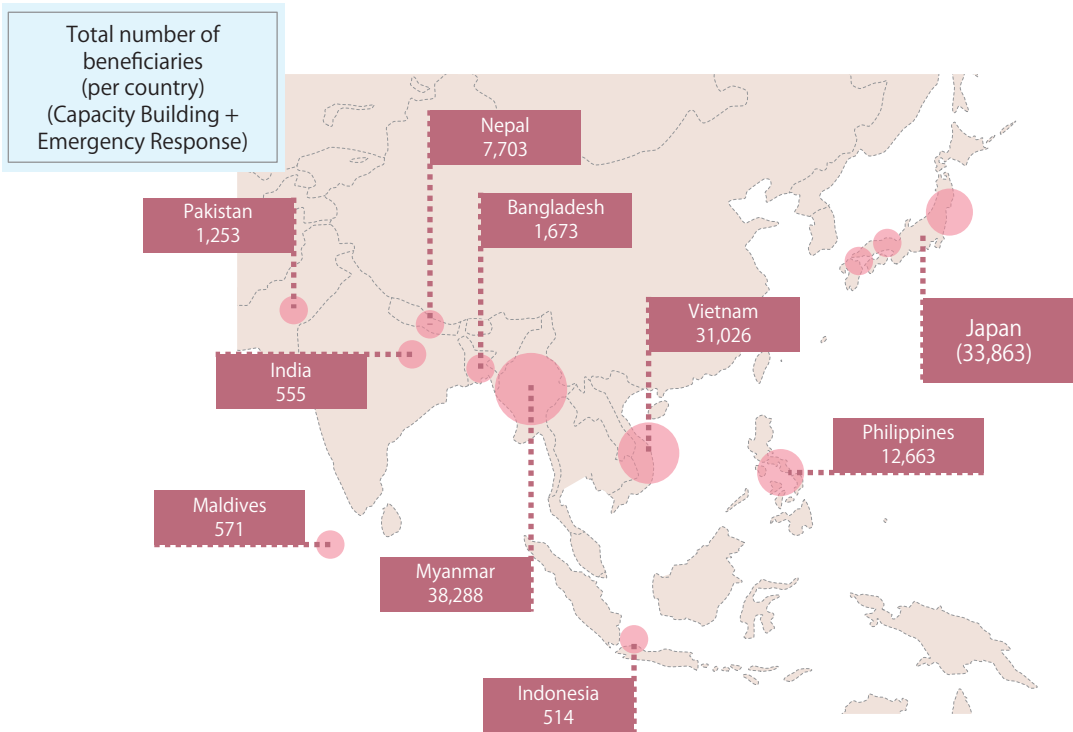 Total number of
beneficiaries
(per country)
(Capacity Building +
Emergency Response)
Nepal
7,703
Pakistan
1,253
Bangladesh
1,673
Vietnam
31,026
Japan
(33,863)
India
555
Philippines
12,663
Maldives
571
Myanmar
38,288
Indonesia
514